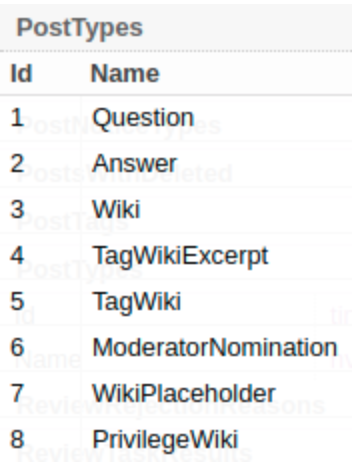 PostTypes
Id Name
1 Question
PostNoticeTypes
2 Answer
PostsWithDeleted
3 Wiki
PostTags
4 TagWikiExcerpt
PostTypes
5 TagWiki
Id
6 ModeratorNomination
Name
7 WikiPlaceholder
ReviewRejectionReasons
8 PrivilegeWiki
ReviewTaskResults